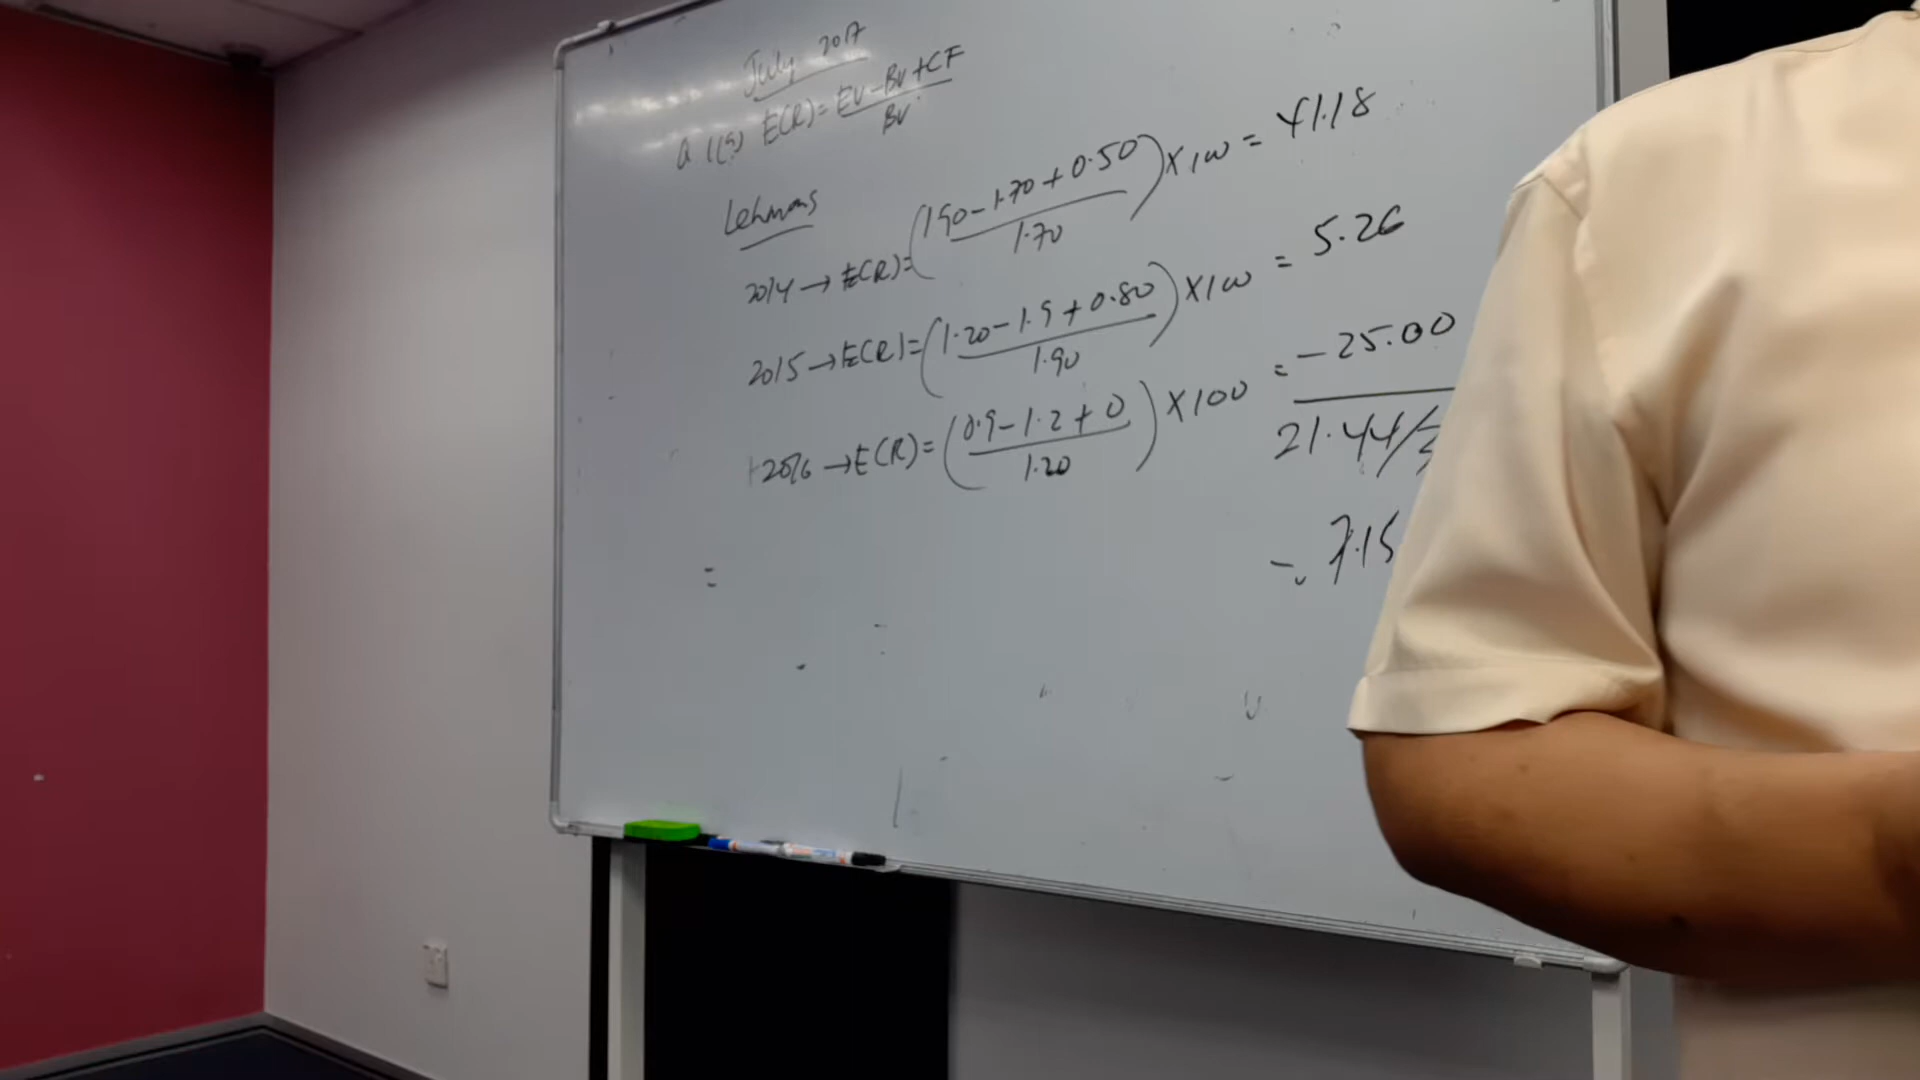 July 2017
Q 1(a) E(R) = EV - BV + CF / BV
Lehmans
2014 → E(R) = (1.90 - 1.70 + 0.50 / 1.70) X 100 = 41.18
2015 → E(R) = (1.20 - 1.9 + 0.80 / 1.90) X 100 = 5.26
2016 → E(R) = (0.9 - 1.2 + 0 / 1.20) X 100 = -25.00
21.44/3
= 7.15